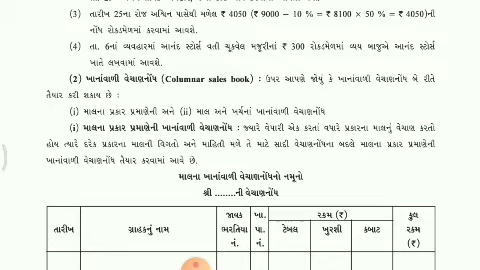 (3) તારીખ 25ના રોજ અશ્વિન પાસેથી મળેલ ₹ 4050 (₹ 9000 – 10 % = ₹ 8100 × 50 % = ₹ 4050)ની
નોંધ રોકડમેળમાં કરવામાં આવશે.
(4) તા. 6નાં વ્યવહારમાં આનંદ સ્ટોર્સ વતી ચૂકવેલ મજૂરીનાં ₹ 300 રોકડમેળમાં વ્યય બાજુએ આનંદ સ્ટોર્સ
ખાતે લખવામાં આવશે.
(2) ખાનાંવાળી વેચાણનોંધ (Columnar sales book) : ઉપર આપણે જોયું કે ખાનાંવાળી વેચાણનોંધ બે રીતે
તૈયાર કરી શકાય છે :
(i) માલના પ્રકાર પ્રમાણેની અને (ii) માલ અને ખર્ચનાં ખાનાંવાળી વેચાણનોંધ
(i) માલના પ્રકાર પ્રમાણેની ખાનાંવાળી વેચાણનોંધ : જ્યારે વેપારી એક કરતાં વધારે પ્રકારના માલનું વેચાણ કરતો
હોય ત્યારે દરેક પ્રકારના માલની વિગતો અને માહિતી મળે તે માટે સાદી વેચાણનોંધના બદલે માલના પ્રકાર પ્રમાણેની
ખાનાંવાળી વેચાણનોંધ તૈયાર કરવામાં આવે છે.
માલના ખાનાંવાળી વેચાણનોંધનો નમૂનો
શ્રી ........ની વેચાણનોંધ
તારીખ ગ્રાહકનું નામ જાવક ભરતિયા નં. ખા. પા. નં. રકમ (₹) કુલ રકમ (₹)
ટેબલ ખુરશી કબાટ